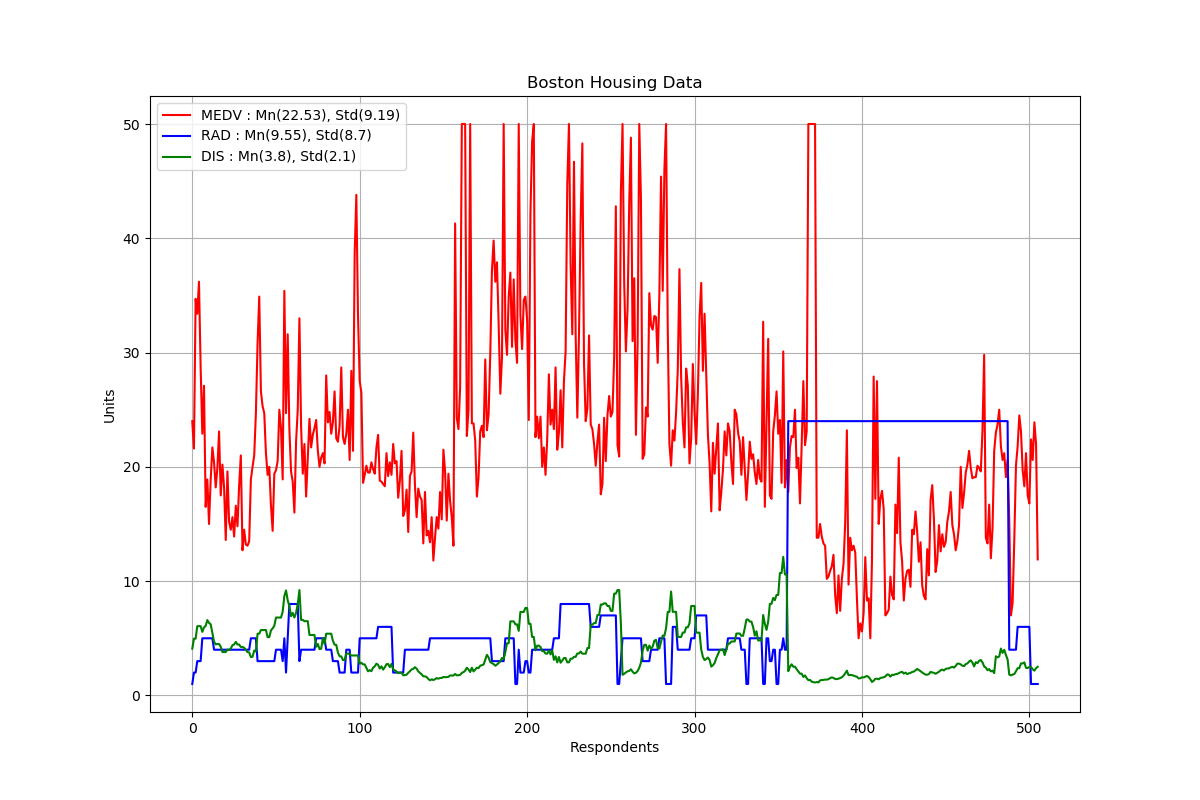 Boston Housing Data
MEDV : Mn(22.53), Std(9.19)
RAD : Mn(9.55), Std(8.7)
DIS : Mn(3.8), Std(2.1)
50
40
30
20
10
0
Units
0 100 200 300 400 500
Respondents